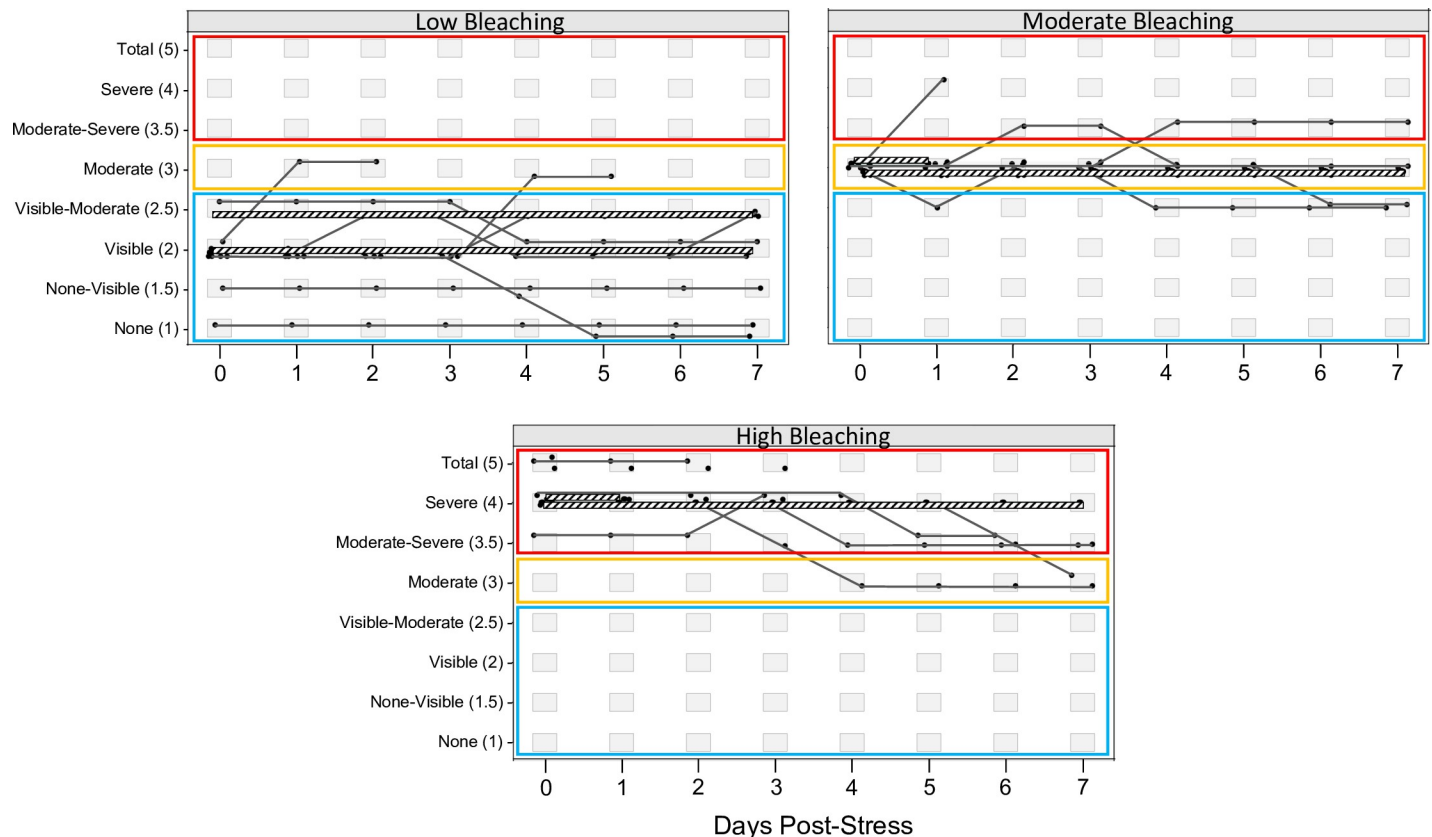 Low Bleaching
Total (5)
Severe (4)
Moderate-Severe (3.5)
Moderate (3)
Visible-Moderate (2.5)
Visible (2)
None-Visible (1.5)
None (1)
0 1 2 3 4 5 6 7
Moderate Bleaching
0 1 2 3 4 5 6 7
High Bleaching
Total (5)
Severe (4)
Moderate-Severe (3.5)
Moderate (3)
Visible-Moderate (2.5)
Visible (2)
None-Visible (1.5)
None (1)
0 1 2 3 4 5 6 7
Days Post-Stress